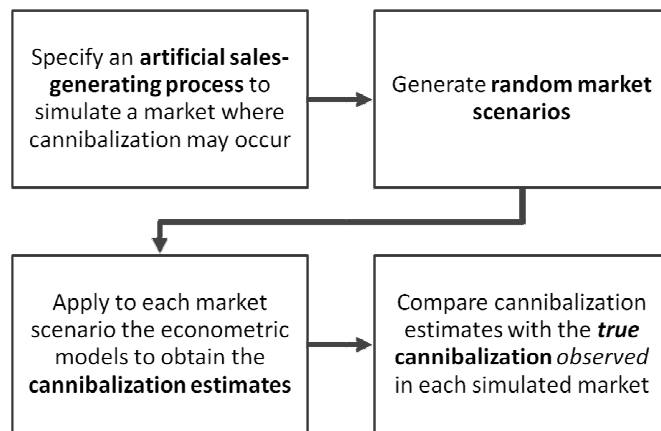 Specify an artificial sales-
generating process to
simulate a market where
cannibalization may occur
Generate random market
scenarios
Apply to each market
scenario the econometric
models to obtain the
cannibalization estimates
Compare cannibalization
estimates with the true
cannibalization observed
in each simulated market